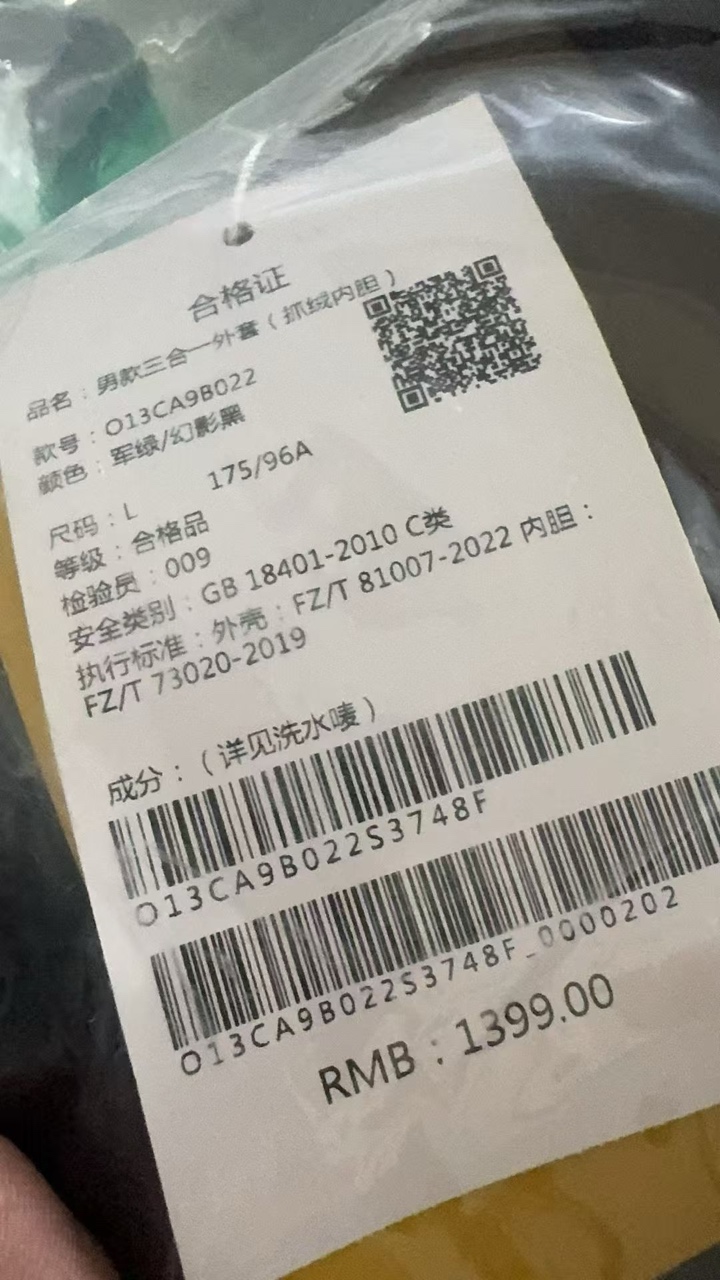 合格证
品名：男款三合一外套（抓绒内胆）
款号：O13CA9B022
颜色：军绿/幻影黑
尺码：L 175/96A
等级：合格品
检验员：009
安全类别：GB 18401-2010 C类
执行标准：外壳：FZ/T 81007-2022 内胆：
FZ/T 73020-2019
成分：（详见洗水唛）
O13CA9B022S3748F
O13CA9B022S3748F_0000202
RMB：1399.00